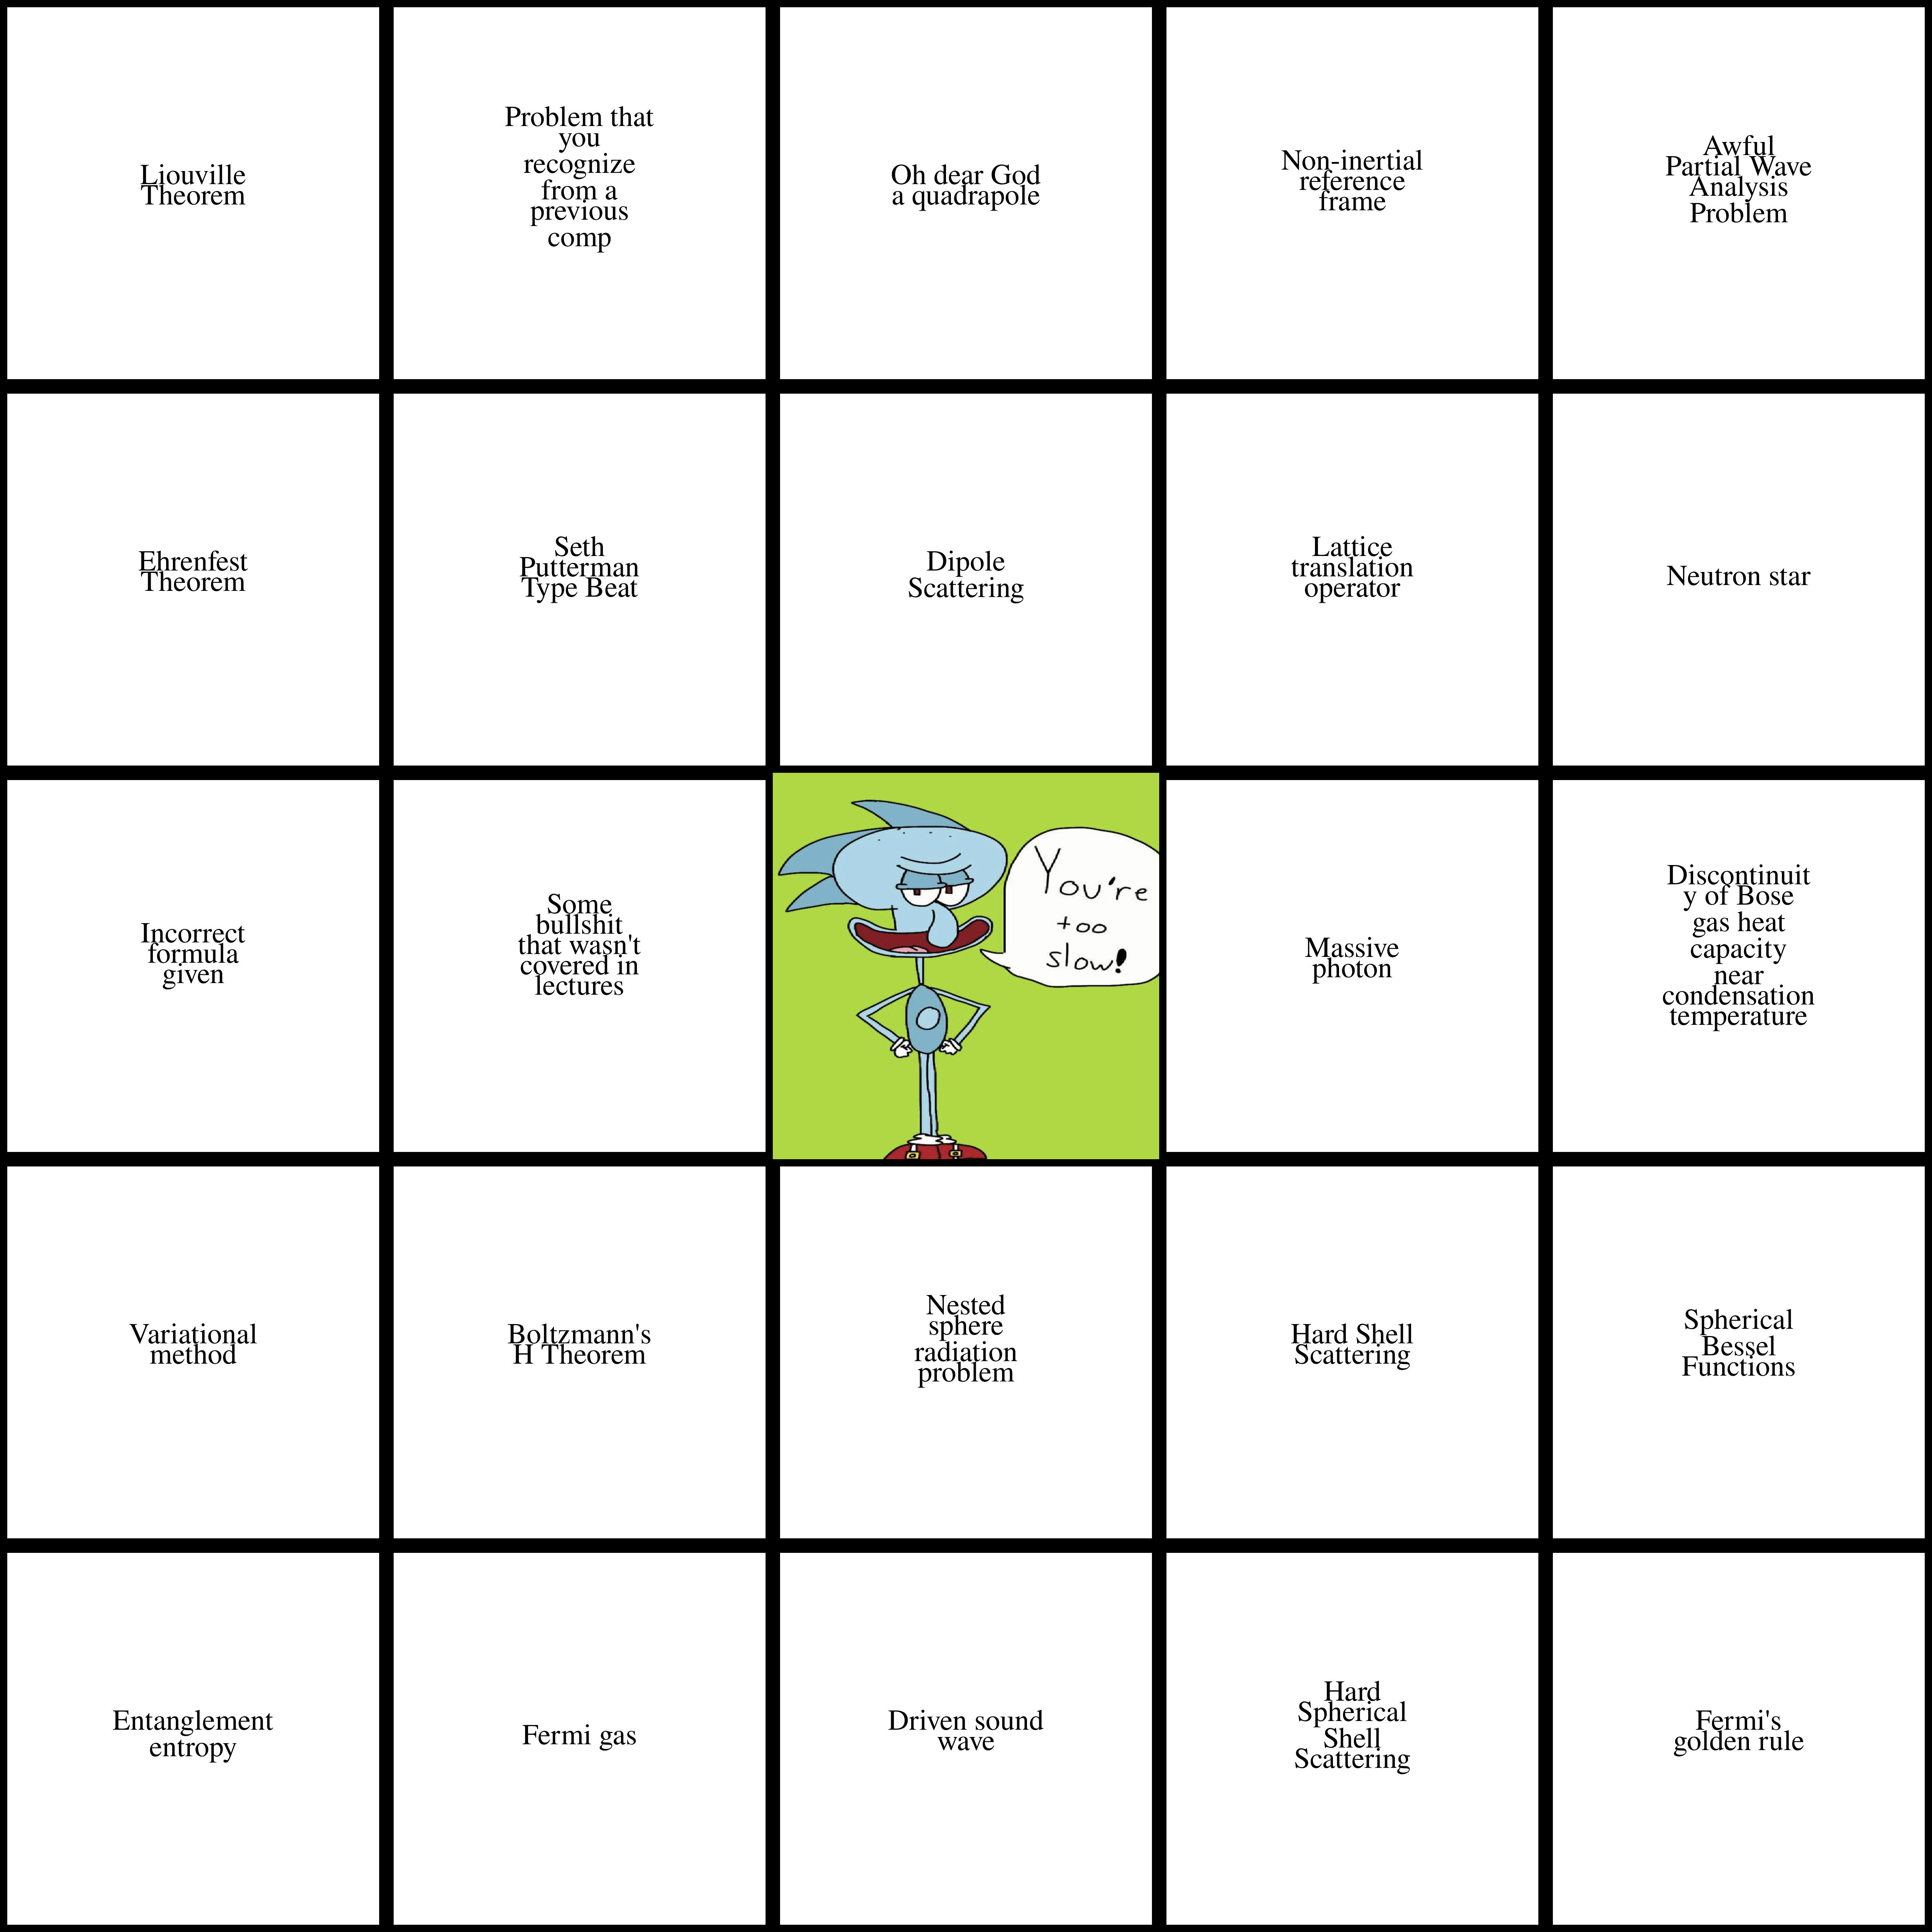 Liouville
Theorem
Problem that
you
recognize
from a
previous
comp
Oh dear God
a quadrapole
Non-inertial
reference
frame
Awful
Partial Wave
Analysis
Problem
Ehrenfest
Theorem
Seth
Putterman
Type Beat
Dipole
Scattering
Lattice
translation
operator
Neutron star
Incorrect
formula
given
Some
bullshit
that wasn't
covered in
lectures
You're
too
slow!
Massive
photon
Discontinuit
y of Bose
gas heat
capacity
near
condensation
temperature
Variational
method
Boltzmann's
H Theorem
Nested
sphere
radiation
problem
Hard Shell
Scattering
Spherical
Bessel
Functions
Entanglement
entropy
Fermi gas
Driven sound
wave
Hard
Spherical
Shell
Scattering
Fermi's
golden rule